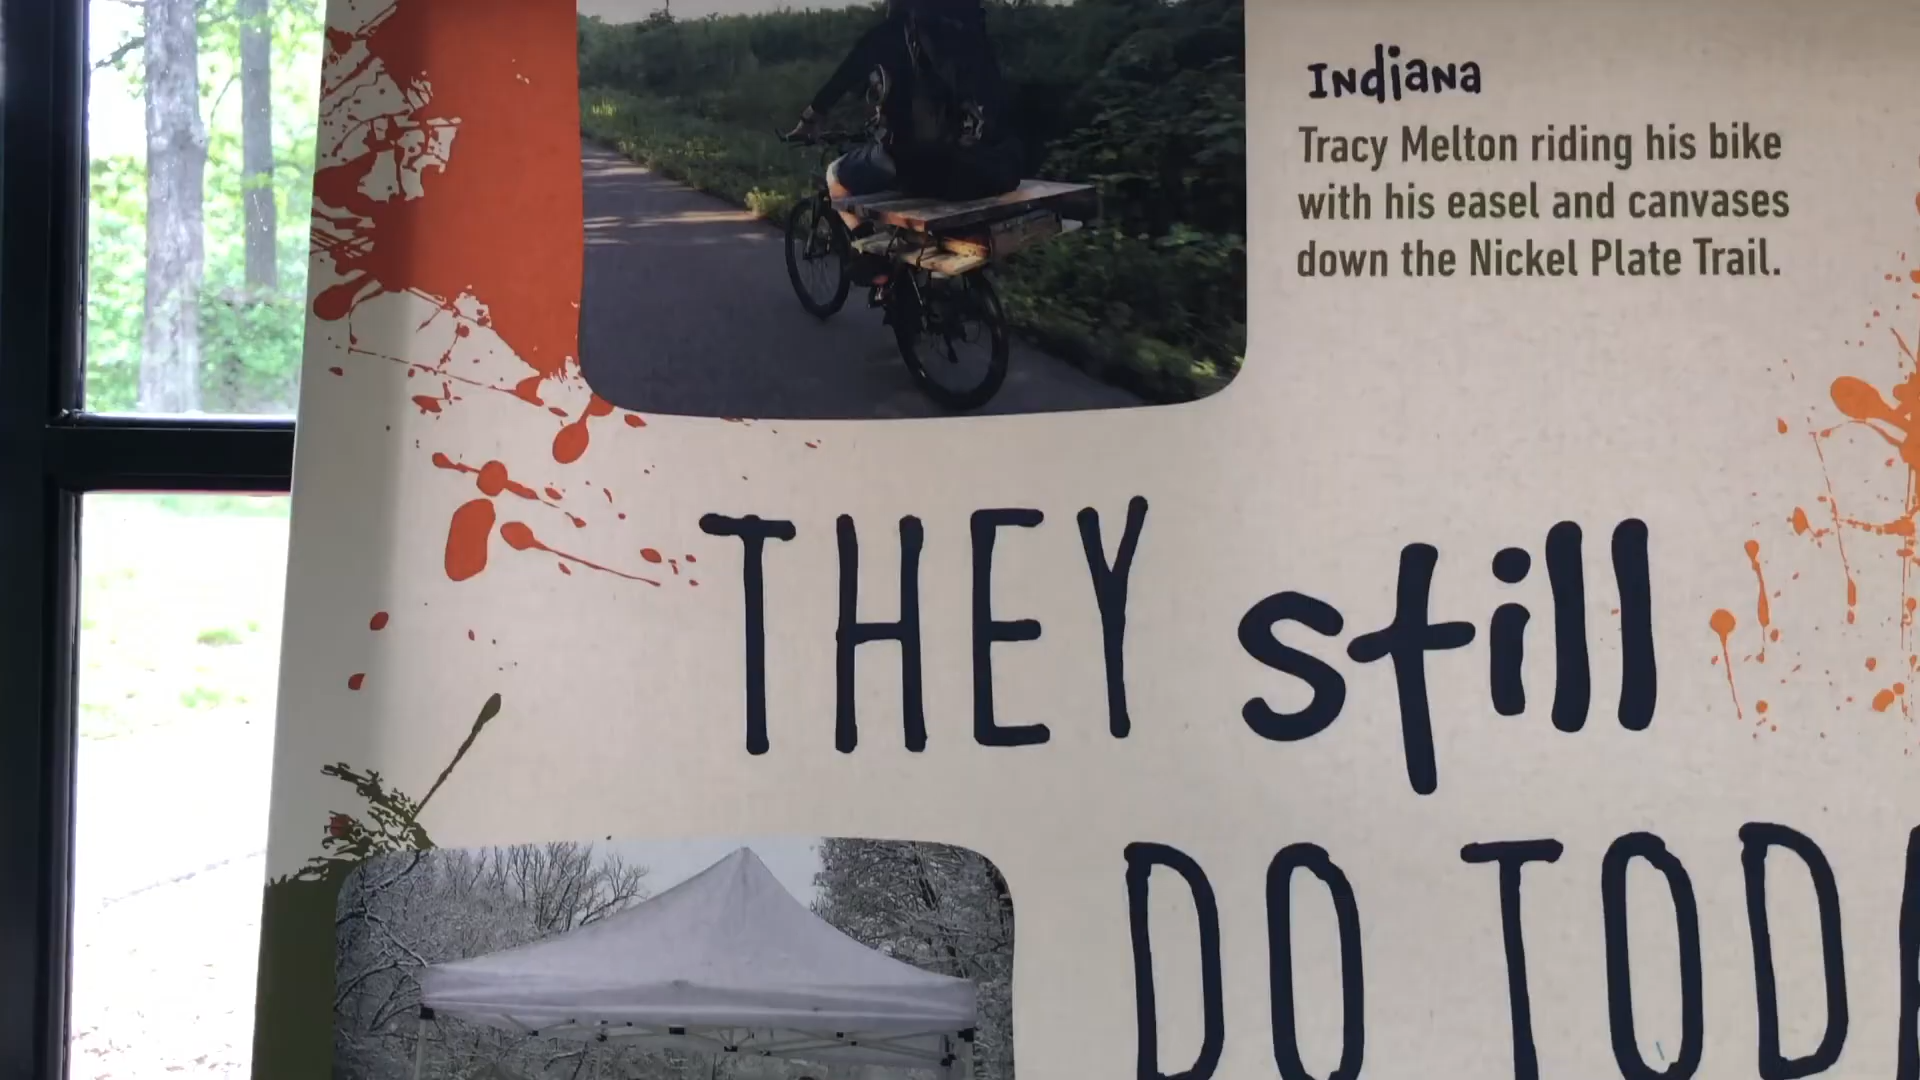 Indiana
Tracy Melton riding his bike
with his easel and canvases
down the Nickel Plate Trail.
THEY still
DO